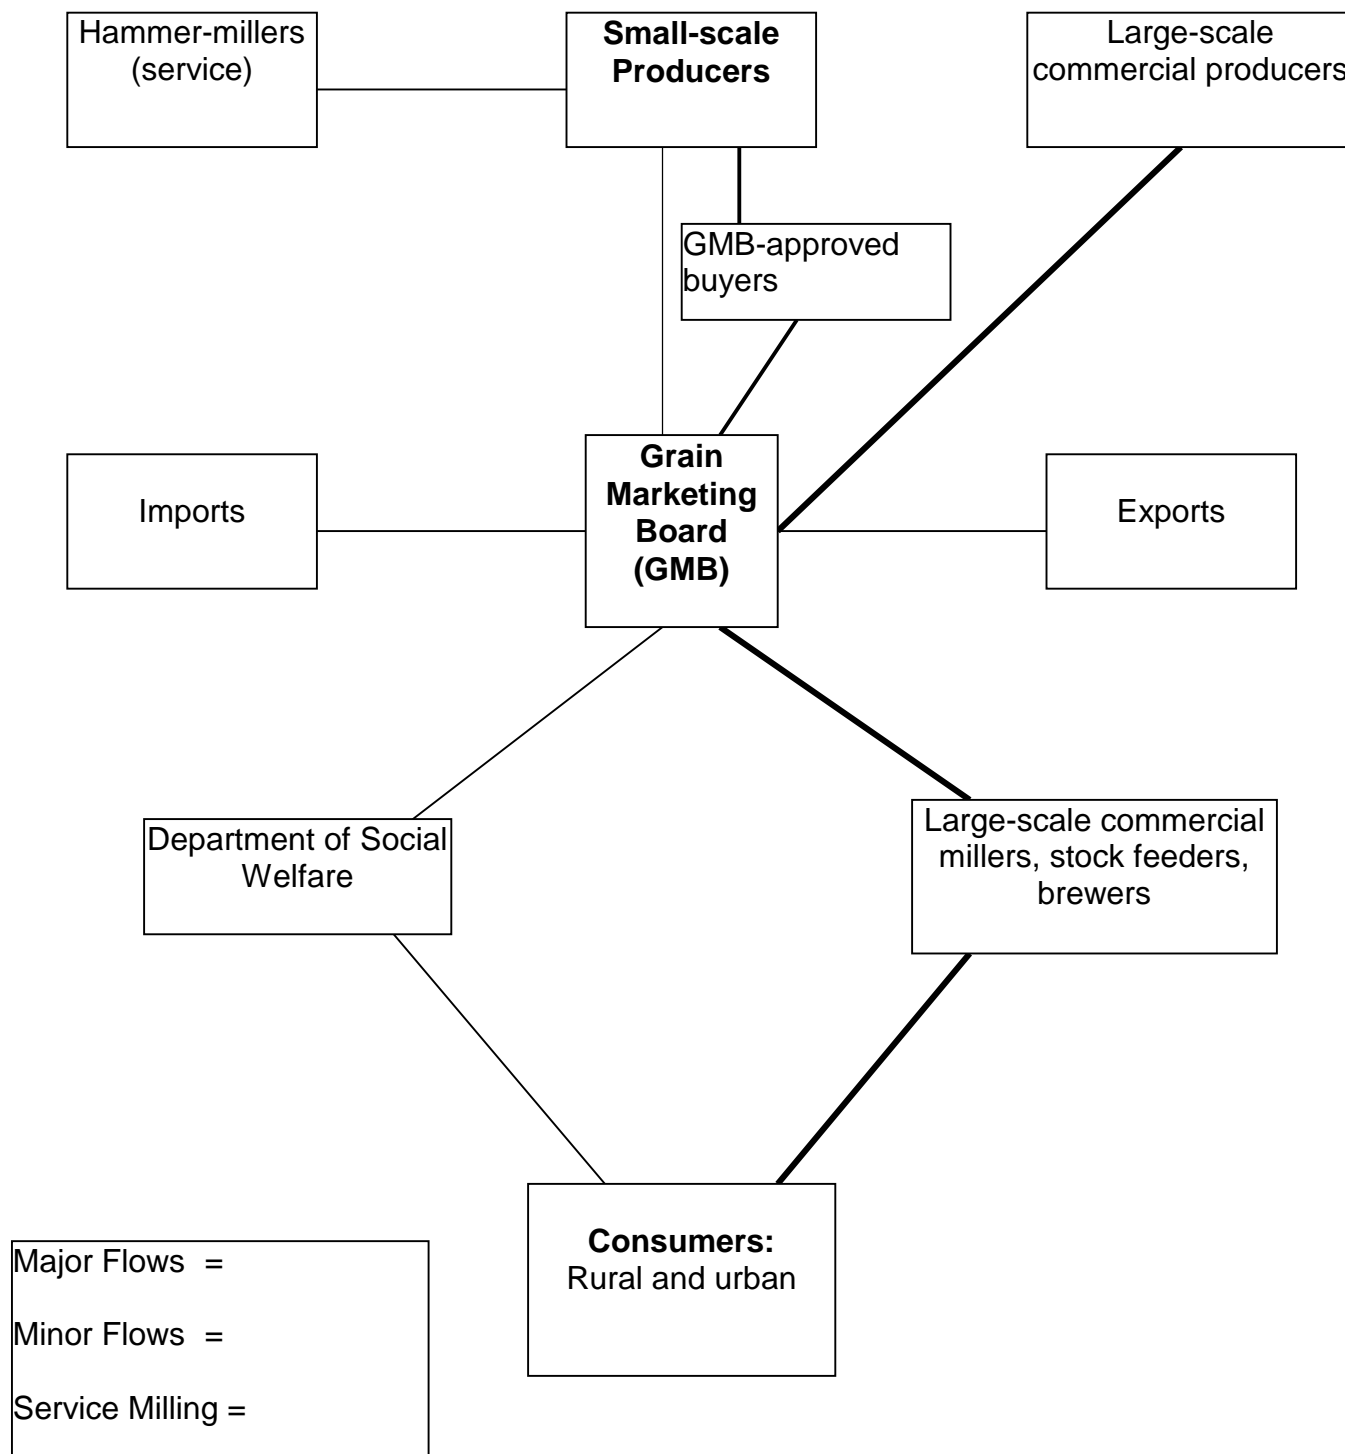 Hammer-millers
(service)
Small-scale
Producers
Large-scale
commercial producers
GMB-approved
buyers
Grain
Marketing
Board
(GMB)
Imports
Exports
Department of Social
Welfare
Large-scale commercial
millers, stock feeders,
brewers
Consumers:
Rural and urban
Major Flows =
Minor Flows =
Service Milling =